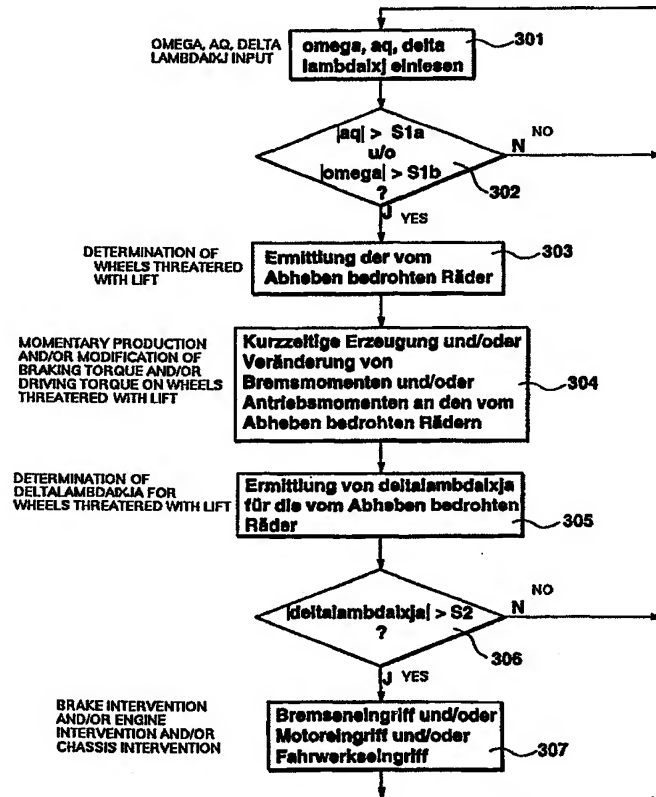 OMEGA, AQ, DELTA
LAMBDAIXJ INPUT
omega, aq, delta
lambdaixj einlesen
301
|aq| > S1a
u/o
|omega| > S1b
?
302
N
NO
J
YES
DETERMINATION OF
WHEELS THREATERED
WITH LIFT
Ermittlung der vom
Abheben bedrohten Räder
303
MOMENTARY PRODUCTION
AND/OR MODIFICATION OF
BRAKING TORQUE AND/OR
DRIVING TORQUE ON WHEELS
THREATERED WITH LIFT
Kurzzeitige Erzeugung und/oder
Veränderung von
Bremsmomenten und/oder
Antriebsmomenten an den vom
Abheben bedrohten Rädern
304
DETERMINATION OF
DELTALAMBDAIXJA FOR
WHEELS THREATERED WITH LIFT
Ermittlung von deltalambdaixja
für die vom Abheben bedrohten
Räder
305
|deltalambdaixja| > S2
?
306
N
NO
J
YES
BRAKE INTERVENTION
AND/OR ENGINE
INTERVENTION AND/OR
CHASSIS INTERVENTION
Bremseneingriff und/oder
Motoreingriff und/oder
Fahrwerkseingriff
307